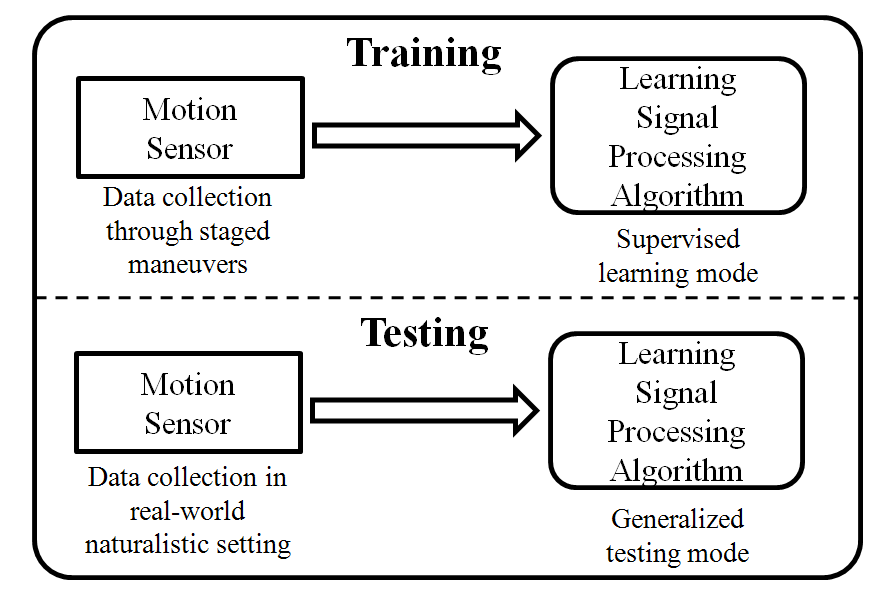 Training
Motion
Sensor
Data collection
through staged
maneuvers
Learning
Signal
Processing
Algorithm
Supervised
learning mode
Testing
Motion
Sensor
Data collection in
real-world
naturalistic setting
Learning
Signal
Processing
Algorithm
Generalized
testing mode